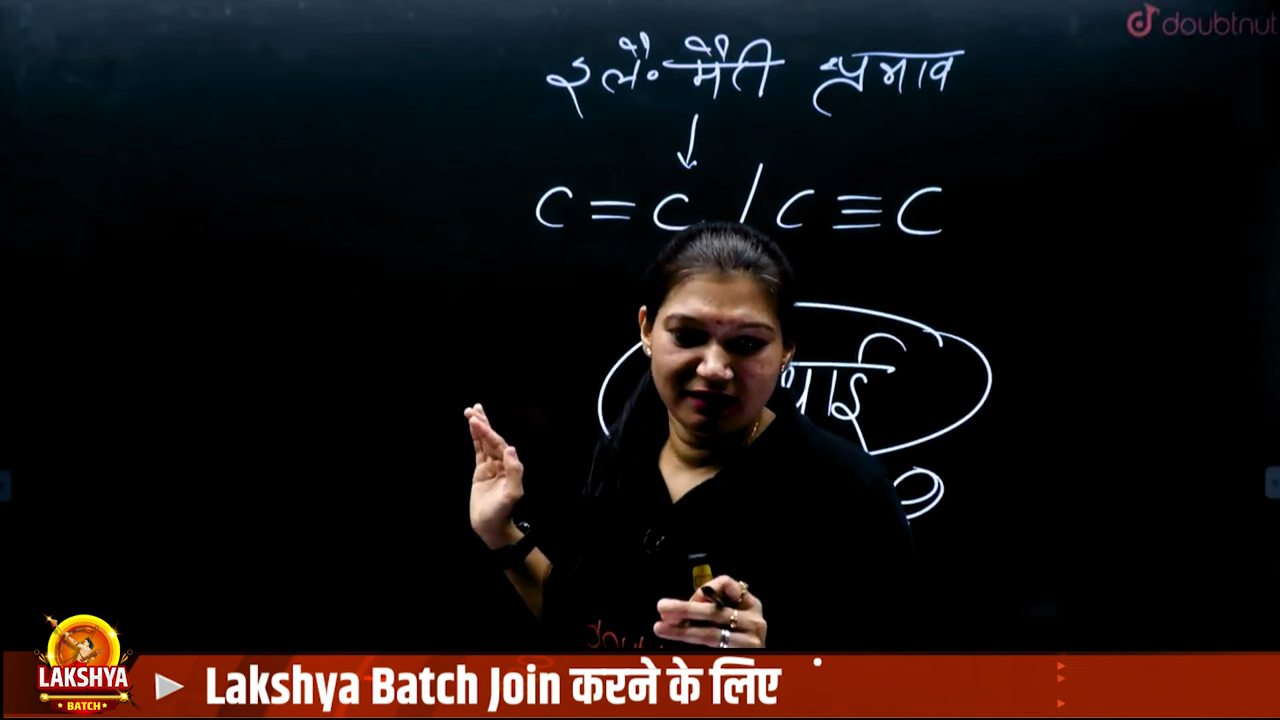 doubtnut
इलै॰ मैरी प्रभाव
C = C / C ≡ C
LAKSHYA
BATCH
Lakshya Batch Join करने के लिए